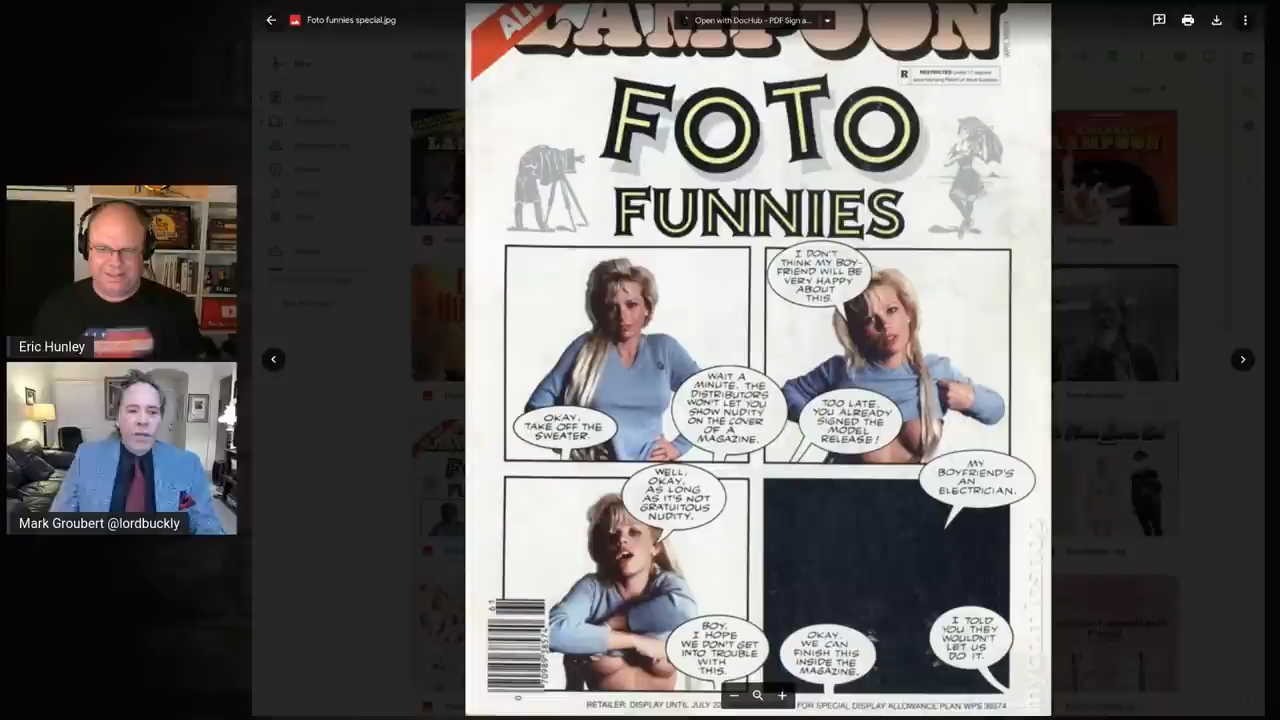 Foto funnies special.jpg
Open with DocHub - PDF Sign a...
ALL
LAMPOON
R
RESTRICTED
FOTO
FUNNIES
OKAY,
TAKE OFF THE
SWEATER.
WAIT A
MINUTE. THE
DISTRIBUTORS
WON'T LET YOU
SHOW NUDITY
ON THE COVER
OF A
MAGAZINE.
I DON'T
THINK MY BOY-
FRIEND WILL BE
VERY HAPPY
ABOUT
THIS.
TOO LATE.
YOU ALREADY
SIGNED THE
MODEL
RELEASE!
WELL,
OKAY,
AS LONG
AS IT'S NOT
GRATUITOUS
NUDITY.
BOY,
I HOPE
WE DON'T GET
INTO TROUBLE
WITH
THIS.
MY
BOYFRIEND'S
AN
ELECTRICIAN.
OKAY,
WE CAN
FINISH THIS
INSIDE THE
MAGAZINE.
I TOLD
YOU THEY
WOULDN'T
LET US
DO IT.
RETAILER: DISPLAY UNTIL JULY 22
FOR SPECIAL DISPLAY ALLOWANCE PLAN
mycomicshop
LAMPOON
Eric Hunley
Mark Groubert @lordbuckly